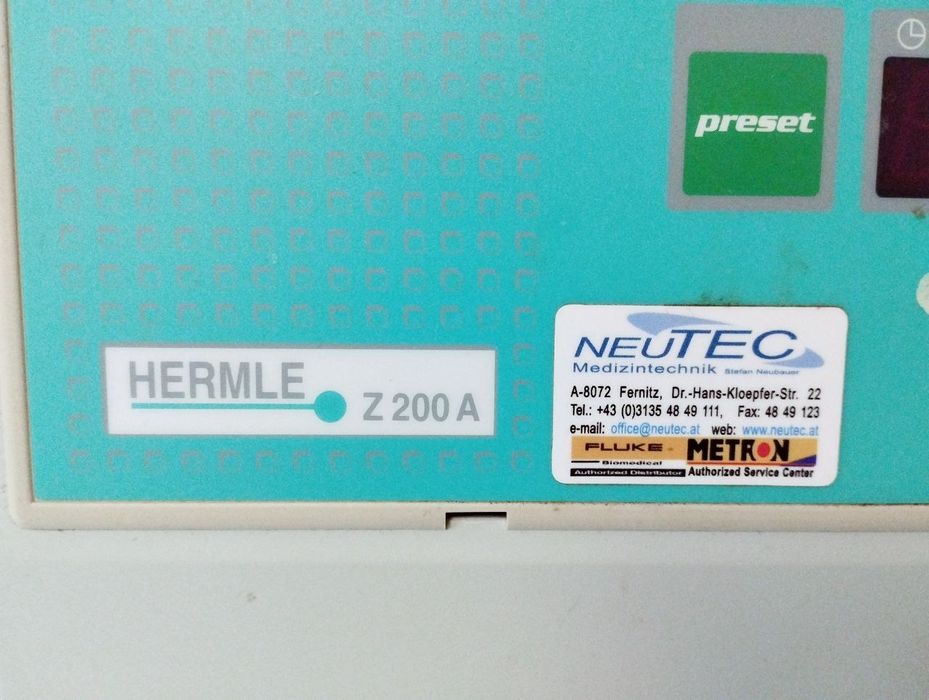 preset
HERMLE
Z 200 A
NEUTEC
Medizintechnik Stefan Neubauer
A-8072 Fernitz, Dr.-Hans-Kloepfer-Str. 22
Tel.: +43 (0)3135 48 49 111, Fax: 48 49 123
e-mail: office@neutec.at web: www.neutec.at
FLUKE METRON
Biomedical
Authorized Distributor Authorized Service Center